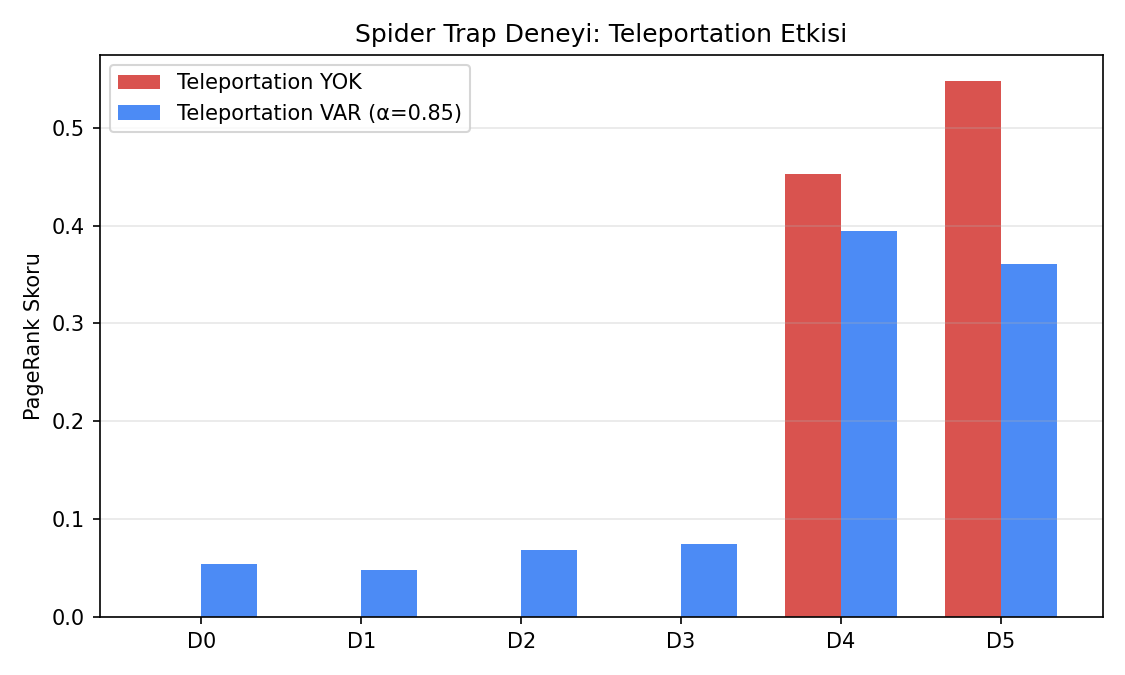 Spider Trap Deneyi: Teleportation Etkisi
Teleportation YOK
Teleportation VAR (α=0.85)
PageRank Skoru
0.5
0.4
0.3
0.2
0.1
0.0
D0 D1 D2 D3 D4 D5